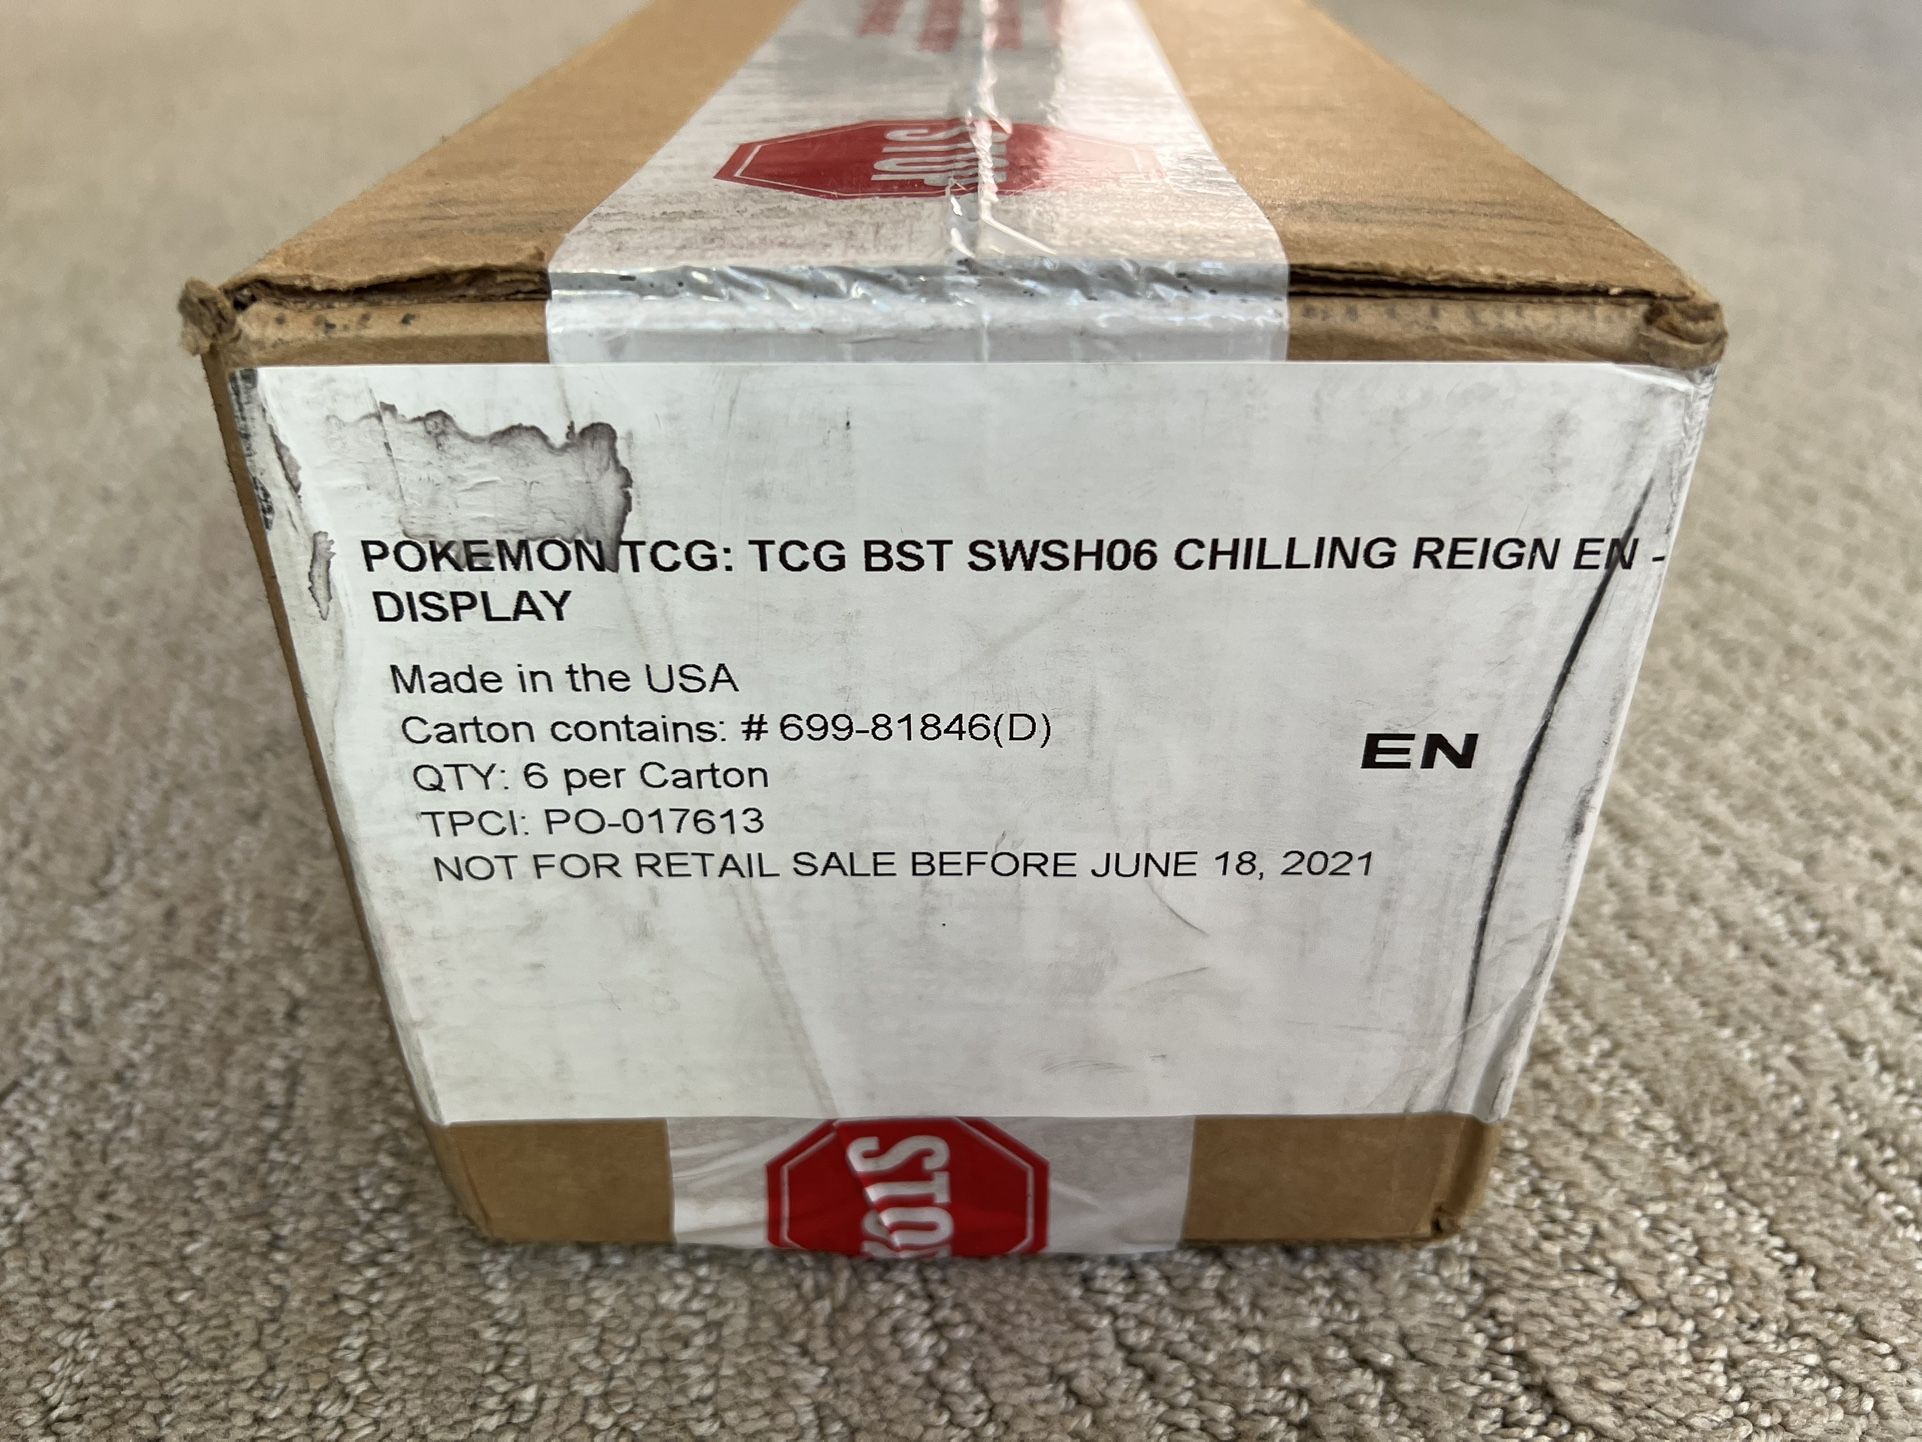 STOP
POKEMON TCG: TCG BST SWSH06 CHILLING REIGN EN -
DISPLAY
Made in the USA
Carton contains: # 699-81846(D)
QTY: 6 per Carton
EN
TPCI: PO-017613
NOT FOR RETAIL SALE BEFORE JUNE 18, 2021
STOP